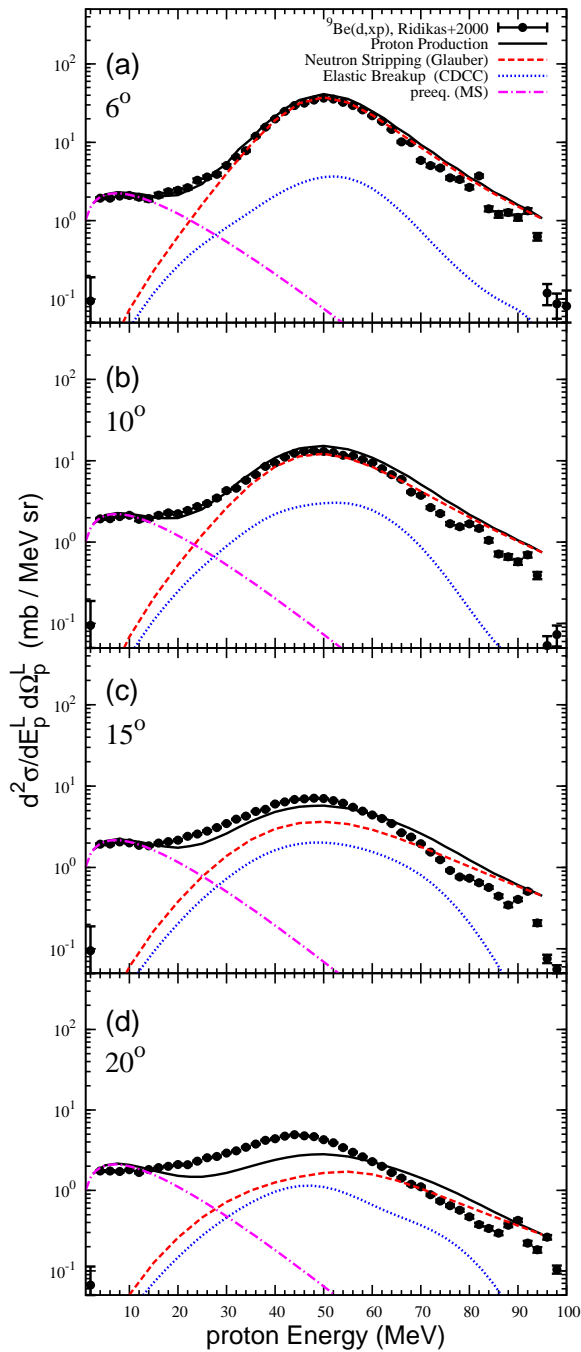 ⁹Be(d,xp), Ridikas+2000
Proton Production
Neutron Stripping (Glauber)
Elastic Breakup (CDCC)
preeq. (MS)
(a)
6°
10²
10¹
10⁰
10⁻¹
(b)
10°
10²
10¹
10⁰
10⁻¹
(c)
15°
10²
10¹
10⁰
10⁻¹
(d)
20°
10²
10¹
10⁰
10⁻¹
d²σ/dE_p^L dΩ_p^L (mb / MeV sr)
10 20 30 40 50 60 70 80 90 100
proton Energy (MeV)